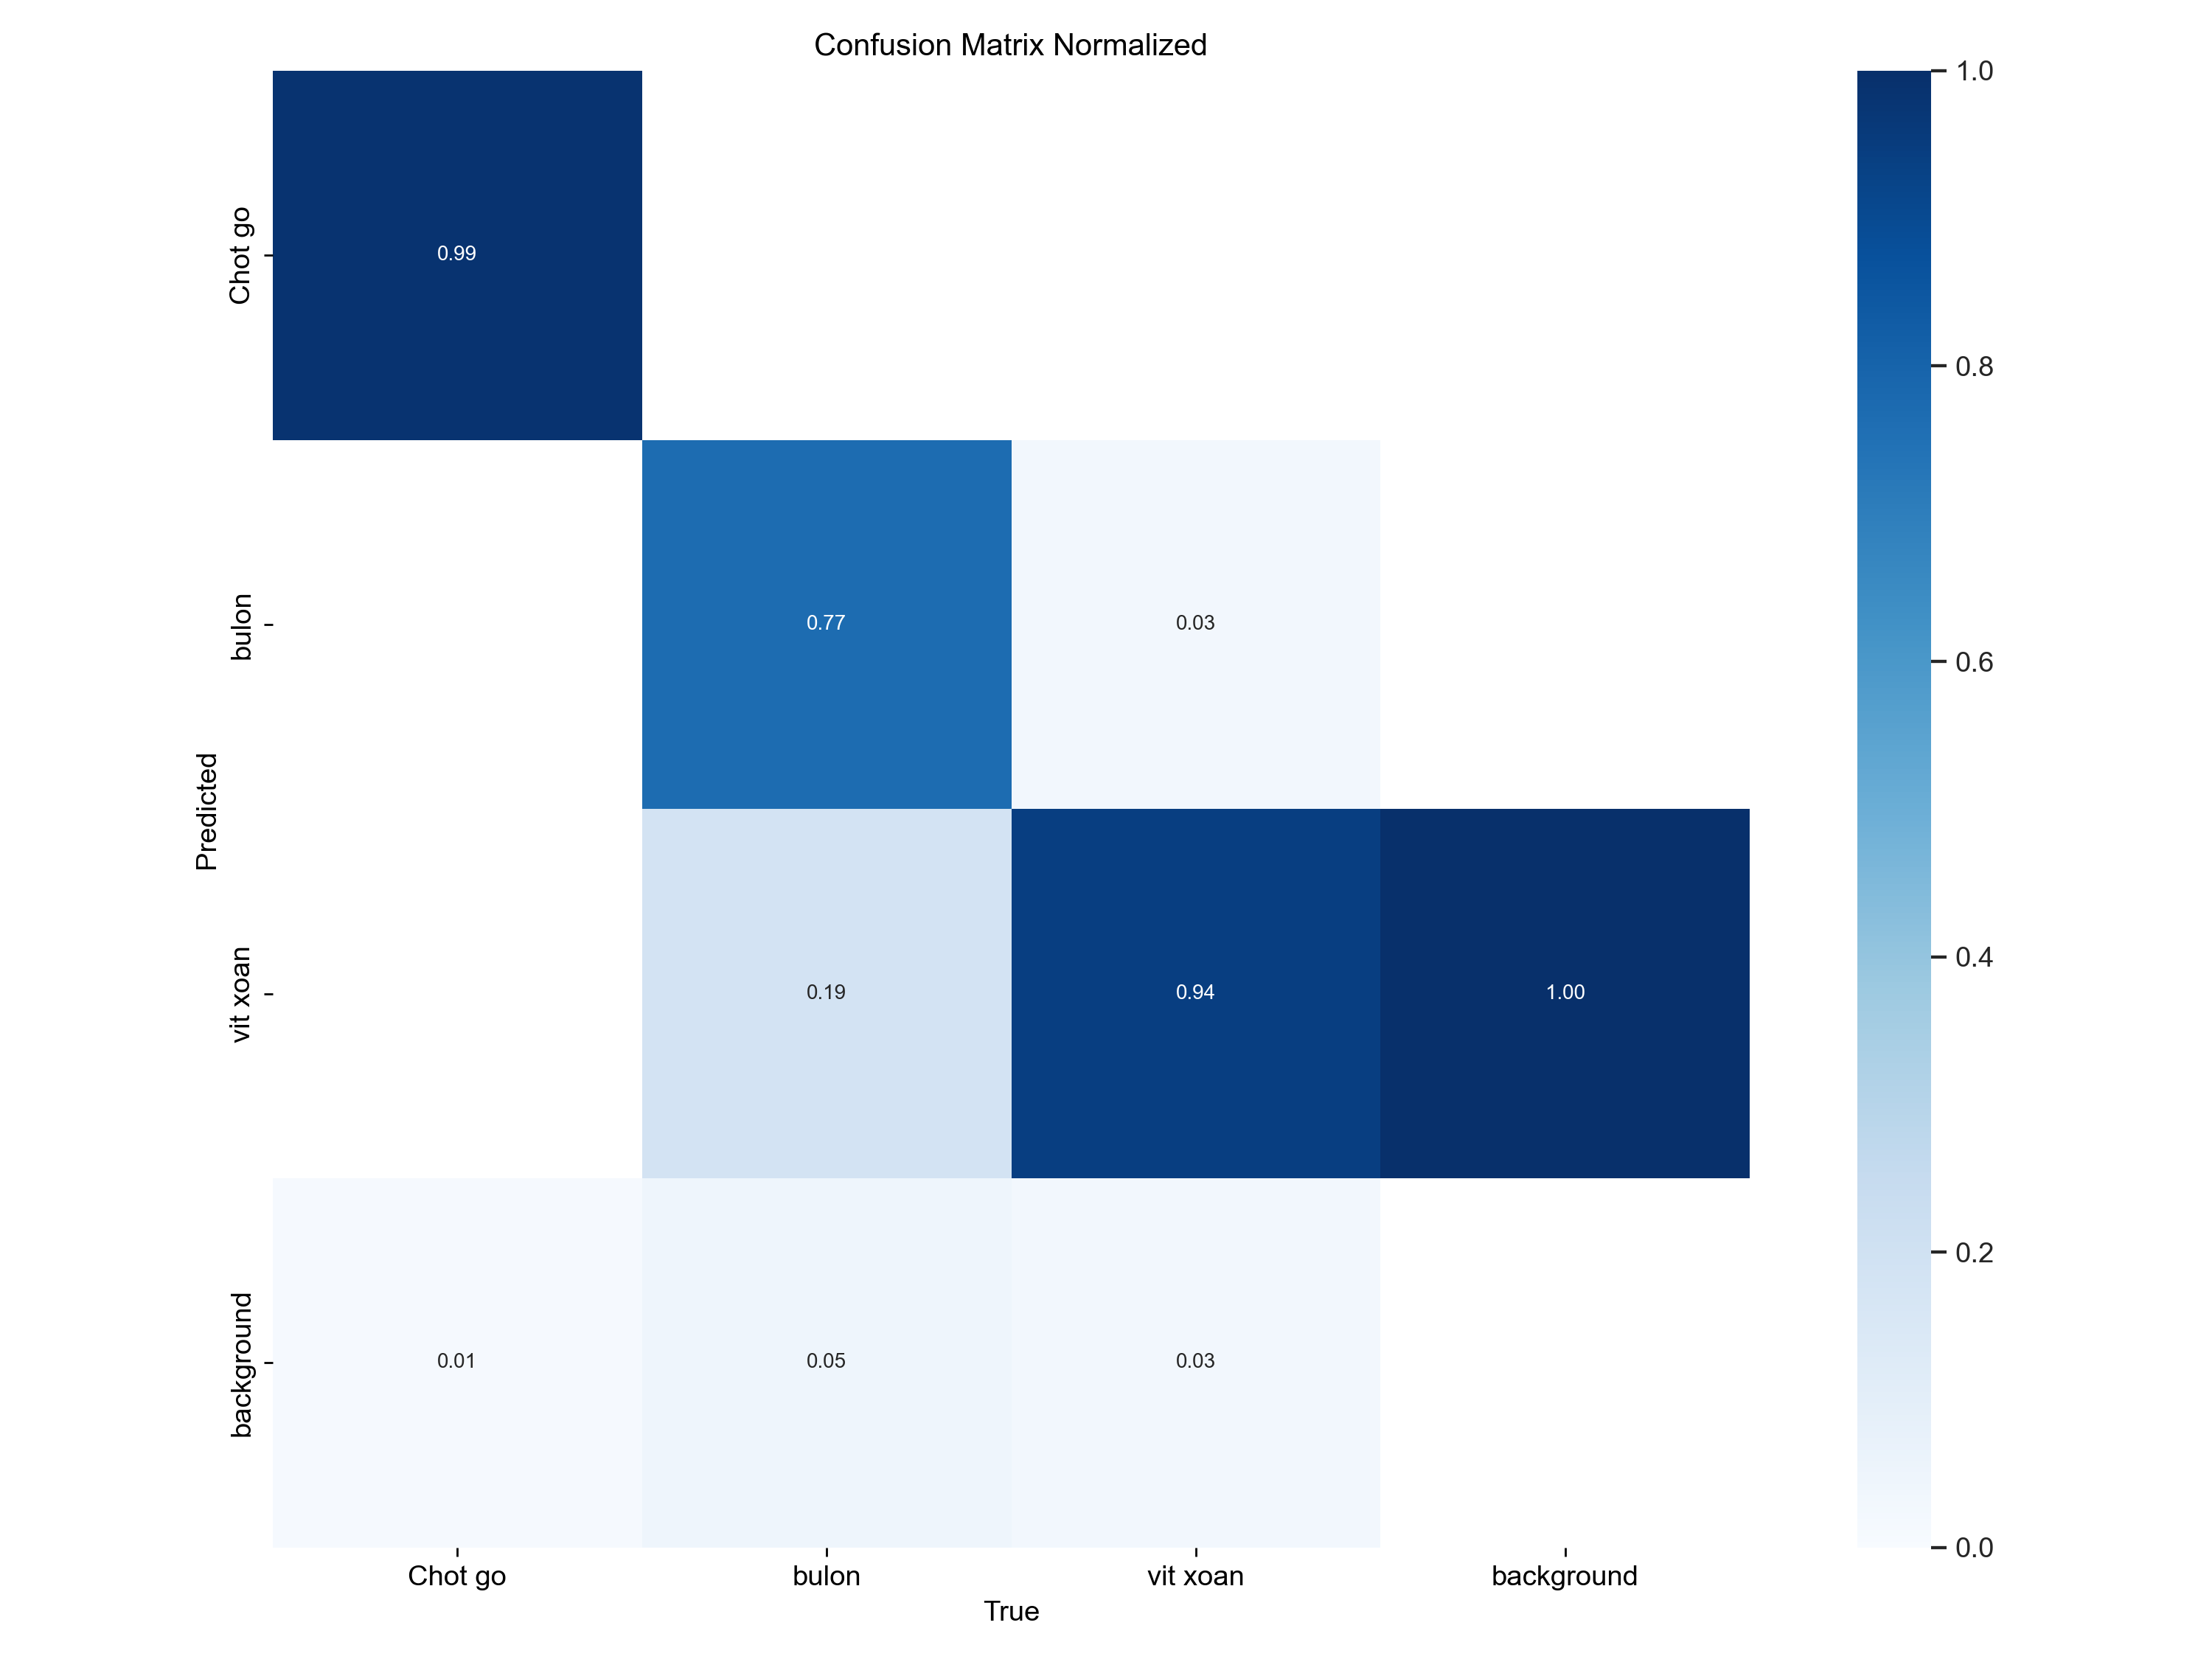 Confusion Matrix Normalized
Chot go
0.99
bulon
0.77
0.03
vit xoan
0.19
0.94
1.00
background
0.01
0.05
0.03
Predicted
Chot go
bulon
vit xoan
background
True
1.0
0.8
0.6
0.4
0.2
0.0